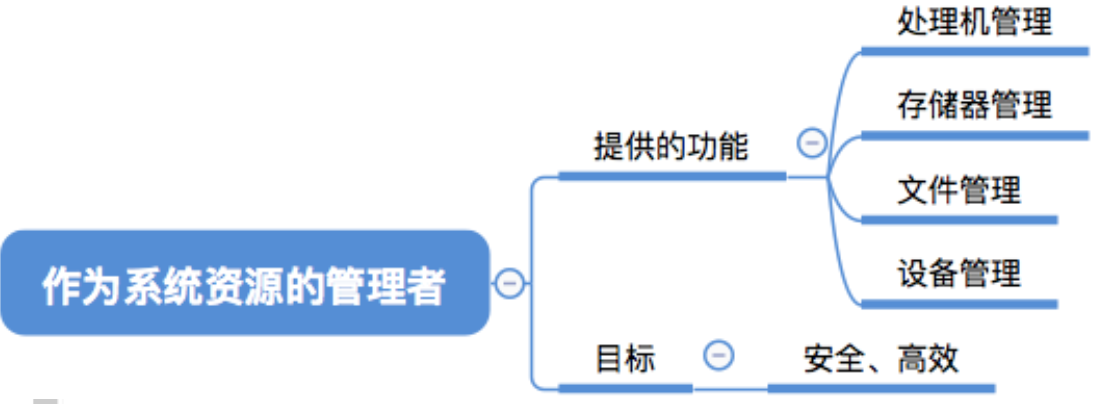 处理机管理
存储器管理
提供的功能
文件管理
设备管理
作为系统资源的管理者
目标
安全、高效